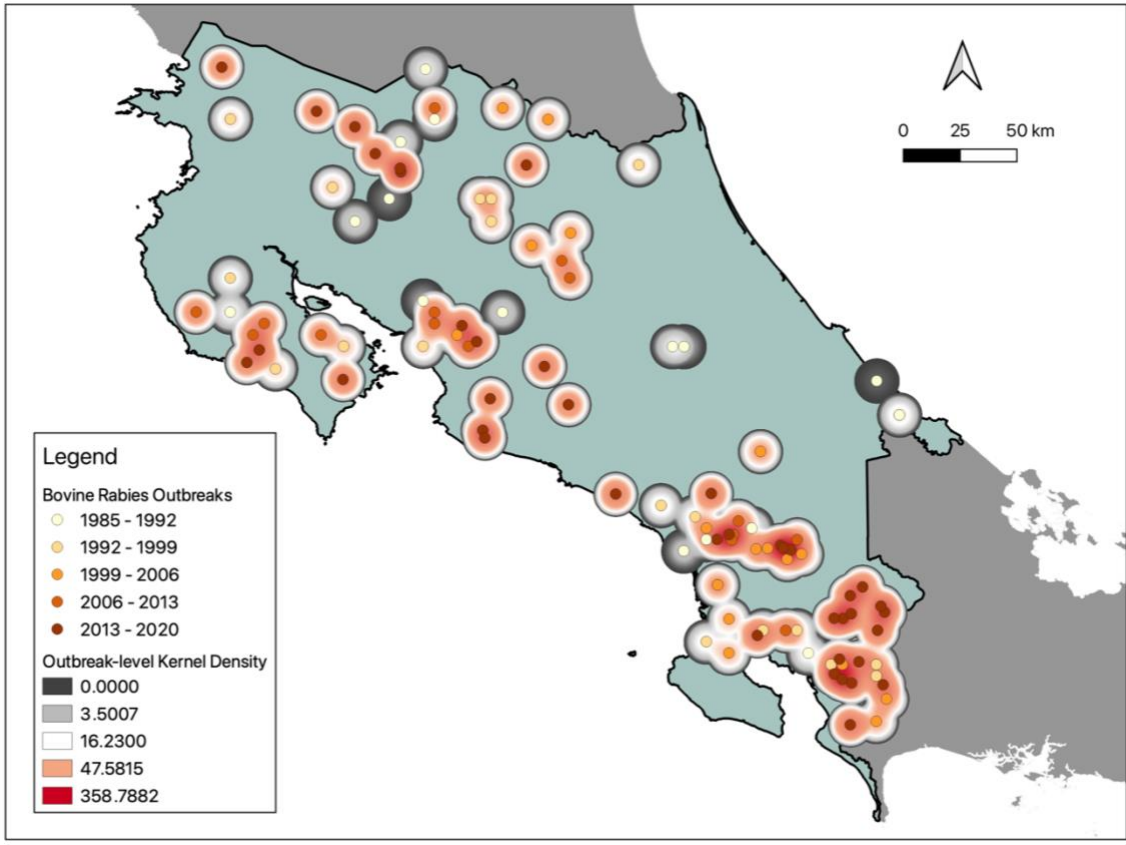 0 25 50 km
Legend
Bovine Rabies Outbreaks
1985 - 1992
1992 - 1999
1999 - 2006
2006 - 2013
2013 - 2020
Outbreak-level Kernel Density
0.0000
3.5007
16.2300
47.5815
358.7882